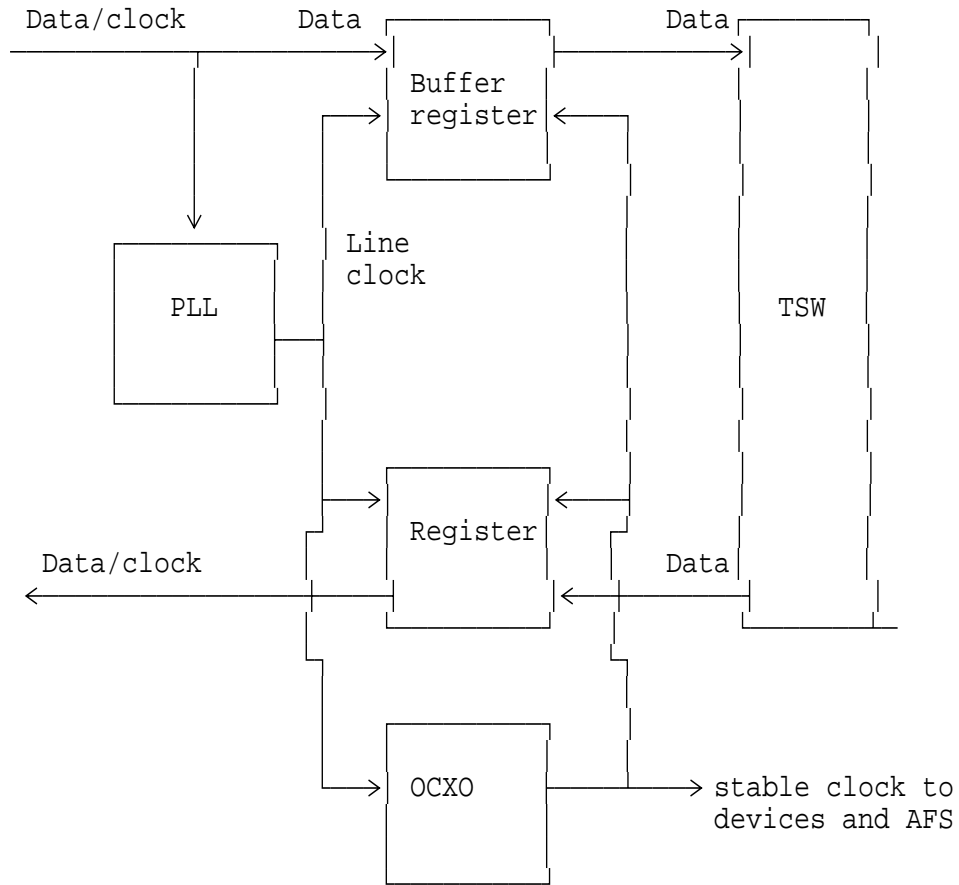 Data/clock
Data
Data
Buffer
register
Line
clock
PLL
TSW
Register
Data/clock
Data
OCXO
stable clock to
devices and AFS